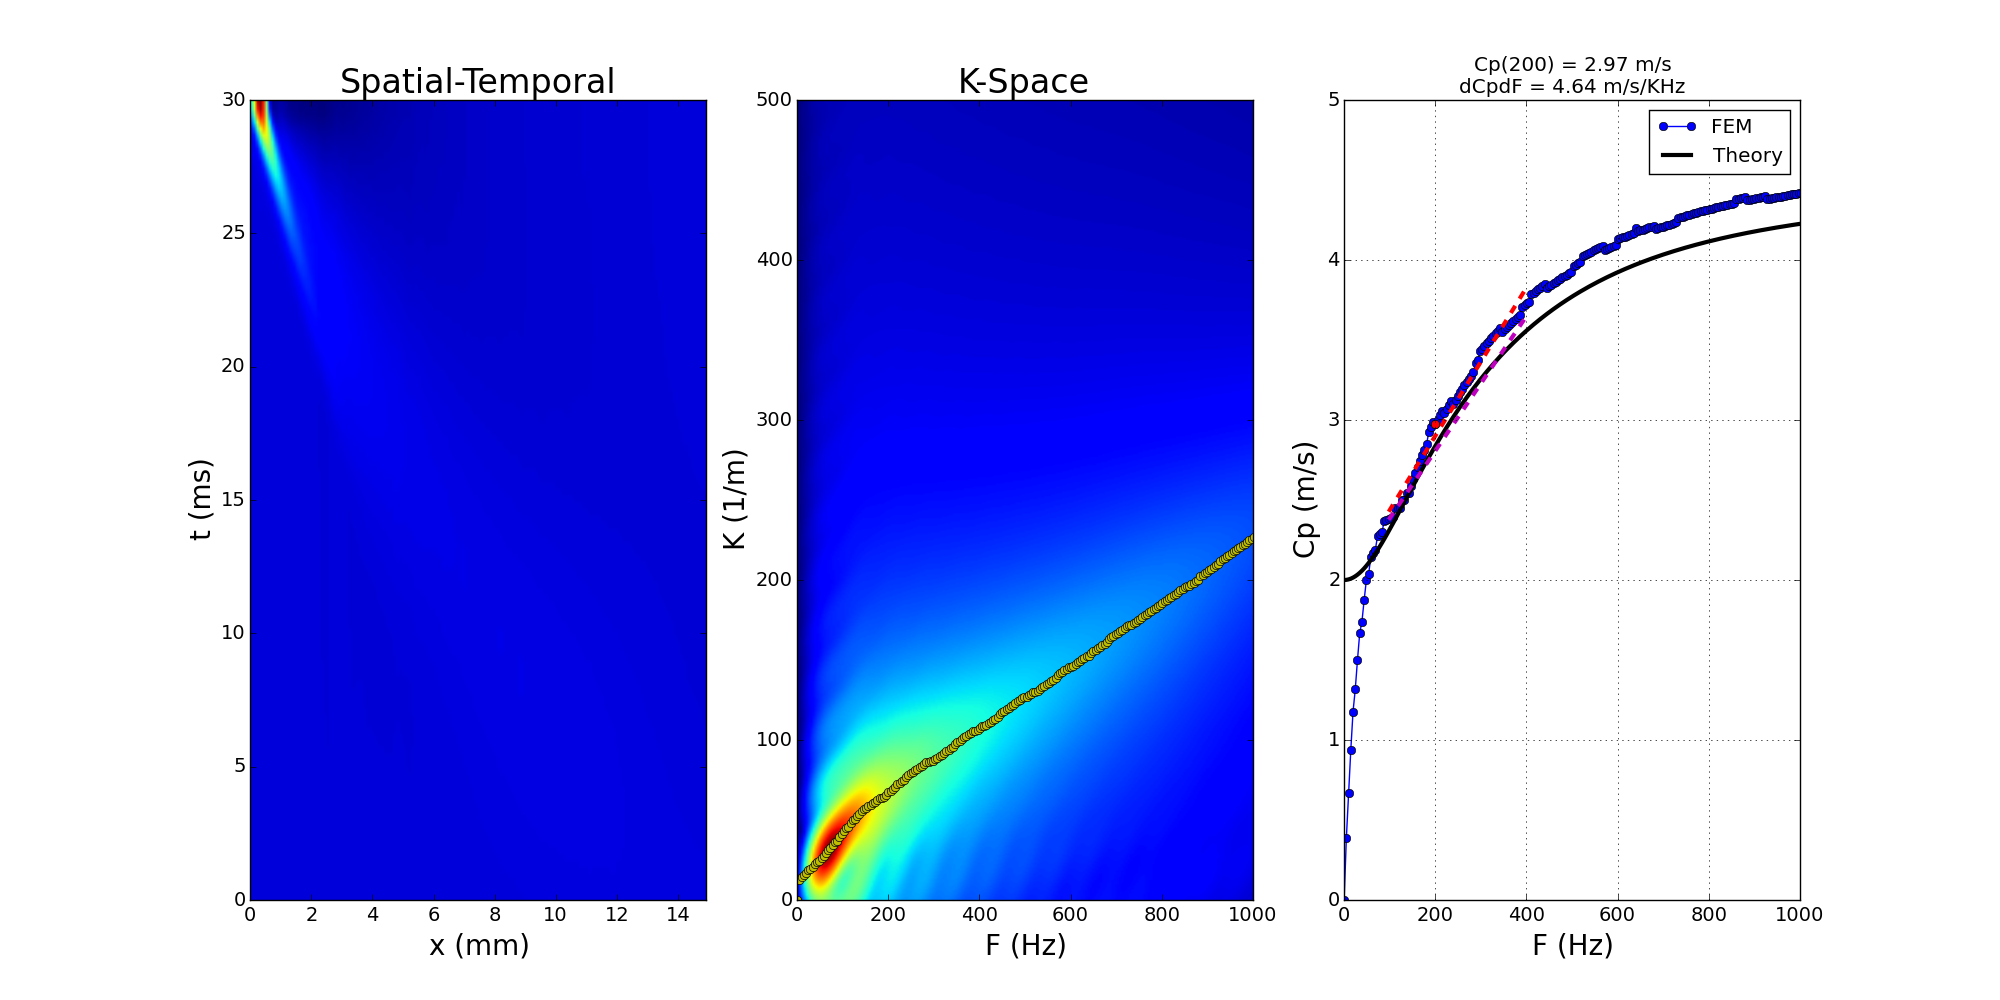 Spatial-Temporal
t (ms)
30
25
20
15
10
5
0
0 2 4 6 8 10 12 14
x (mm)
K-Space
K (1/m)
500
400
300
200
100
0
0 200 400 600 800 1000
F (Hz)
Cp(200) = 2.97 m/s
dCpdF = 4.64 m/s/KHz
FEM
Theory
Cp (m/s)
5
4
3
2
1
0
0 200 400 600 800 1000
F (Hz)